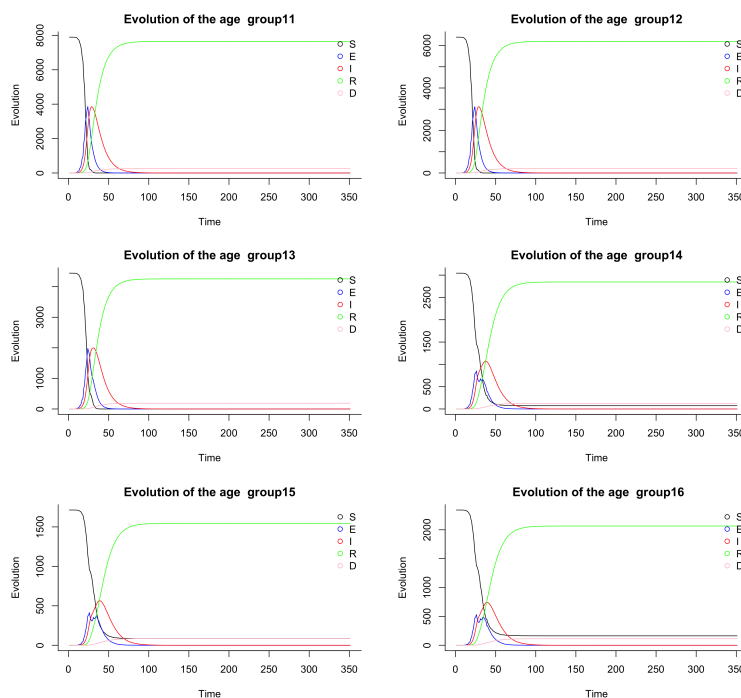 Evolution of the age group11
Evolution
8000
6000
4000
2000
0
0 50 100 150 200 250 300 350
Time
S
E
I
R
D
Evolution of the age group12
Evolution
6000
4000
2000
0
0 50 100 150 200 250 300 350
Time
S
E
I
R
D
Evolution of the age group13
Evolution
3000
1000
0
0 50 100 150 200 250 300 350
Time
S
E
I
R
D
Evolution of the age group14
Evolution
2500
1500
500
0
0 50 100 150 200 250 300 350
Time
S
E
I
R
D
Evolution of the age group15
Evolution
1500
1000
500
0
0 50 100 150 200 250 300 350
Time
S
E
I
R
D
Evolution of the age group16
Evolution
2000
1000
500
0
0 50 100 150 200 250 300 350
Time
S
E
I
R
D